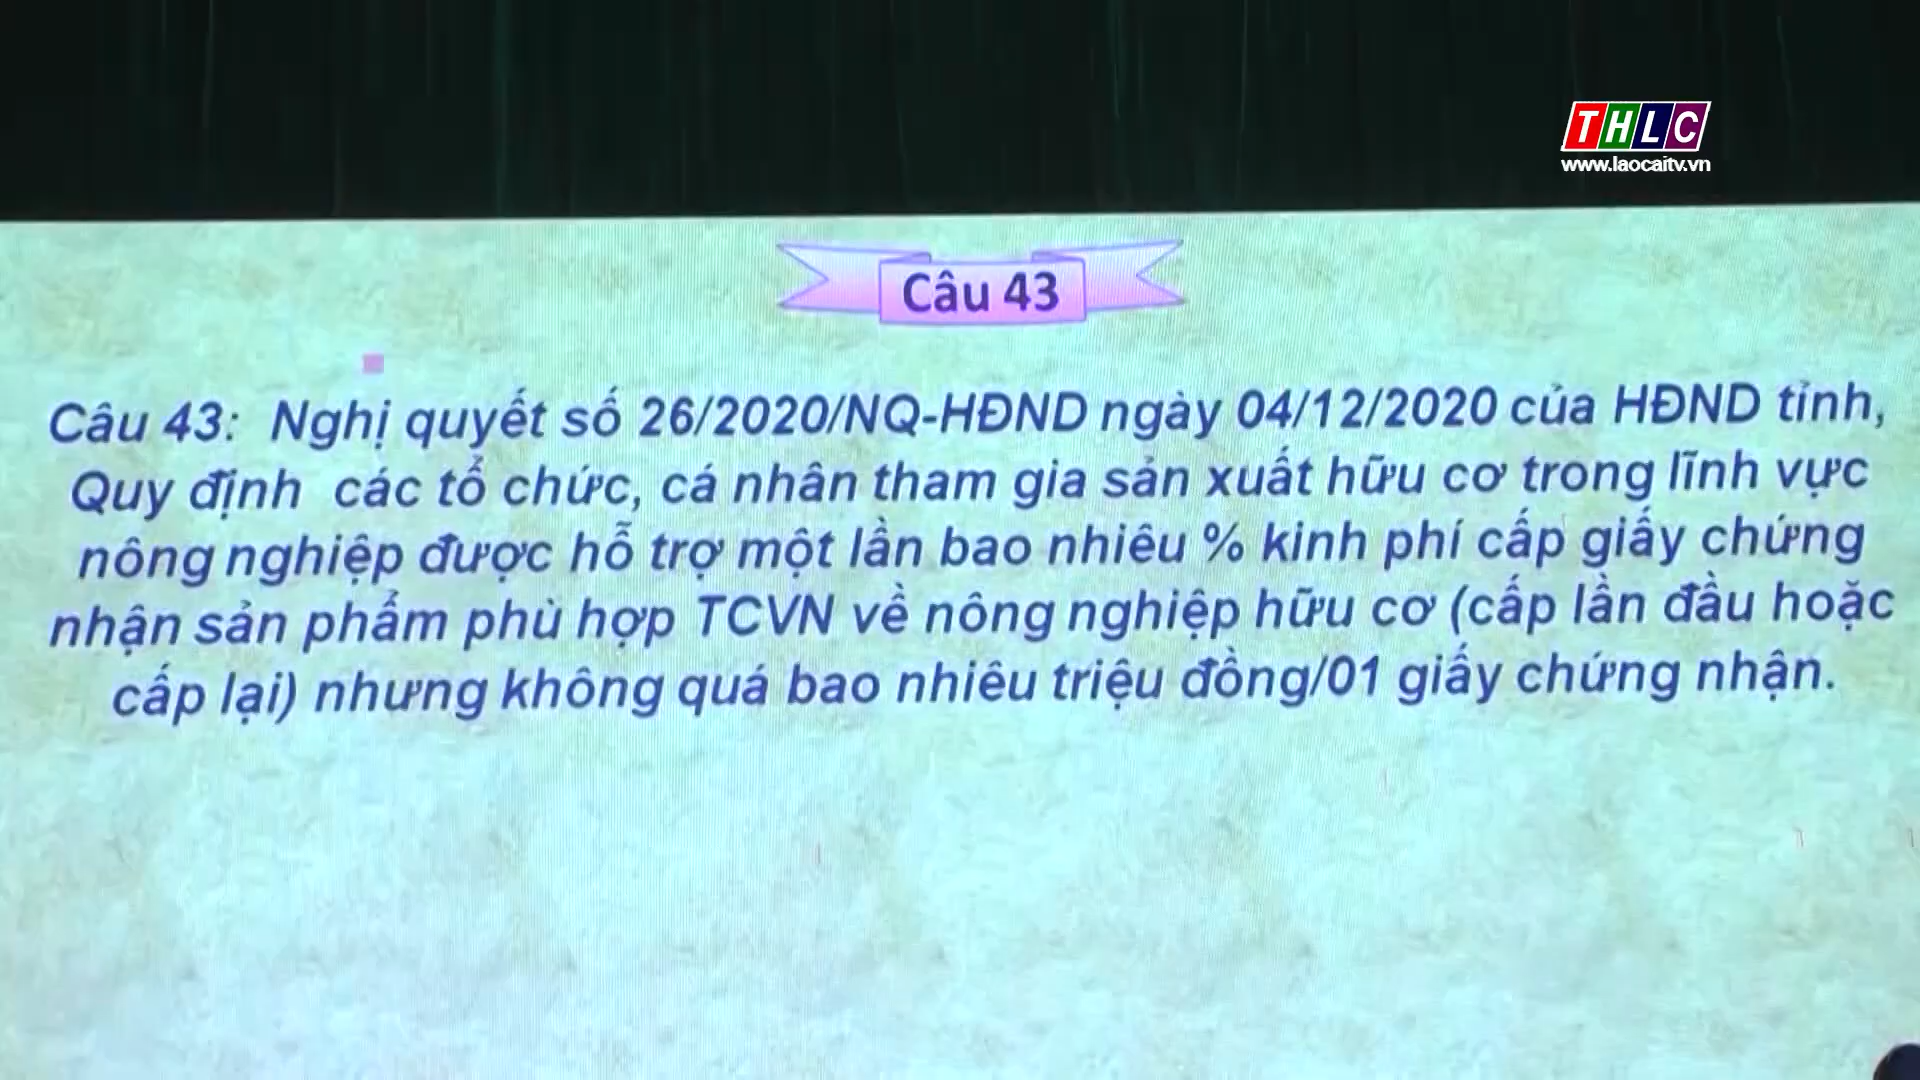 THLC
www.laocaitv.vn
Câu 43
Câu 43: Nghị quyết số 26/2020/NQ-HĐND ngày 04/12/2020 của HĐND tỉnh,
Quy định các tổ chức, cá nhân tham gia sản xuất hữu cơ trong lĩnh vực
nông nghiệp được hỗ trợ một lần bao nhiêu % kinh phí cấp giấy chứng
nhận sản phẩm phù hợp TCVN về nông nghiệp hữu cơ (cấp lần đầu hoặc
cấp lại) nhưng không quá bao nhiêu triệu đồng/01 giấy chứng nhận.